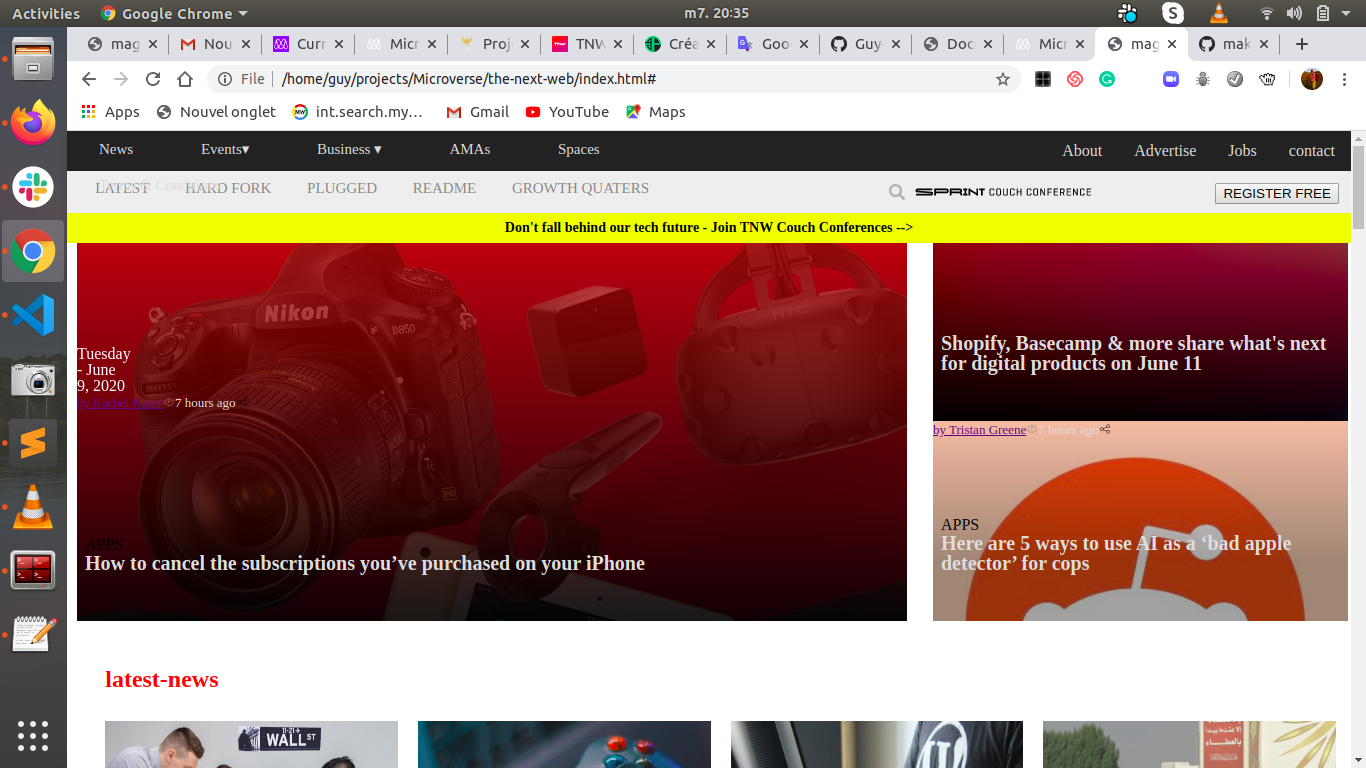 Activities Google Chrome m7. 20:35
mag Nou Curr Micr Proj TNW Créa Goo Guy- Doc Micr mag mak
File /home/guy/projects/Microverse/the-next-web/index.html#
Apps Nouvel onglet int.search.my… Gmail YouTube Maps
News Events▾ Business ▾ AMAs Spaces About Advertise Jobs contact
LATEST HARD FORK PLUGGED README GROWTH QUATERS SPRINT COUCH CONFERENCE REGISTER FREE
Don't fall behind our tech future - Join TNW Couch Conferences -->
Nikon
D850
HTC
Tuesday
- June
9, 2020
7 hours ago
APPS
How to cancel the subscriptions you’ve purchased on your iPhone
Shopify, Basecamp & more share what's next
for digital products on June 11
by Tristan Greene 7 hours ago
APPS
Here are 5 ways to use AI as a ‘bad apple
detector’ for cops
latest-news
11-21
WALL ST